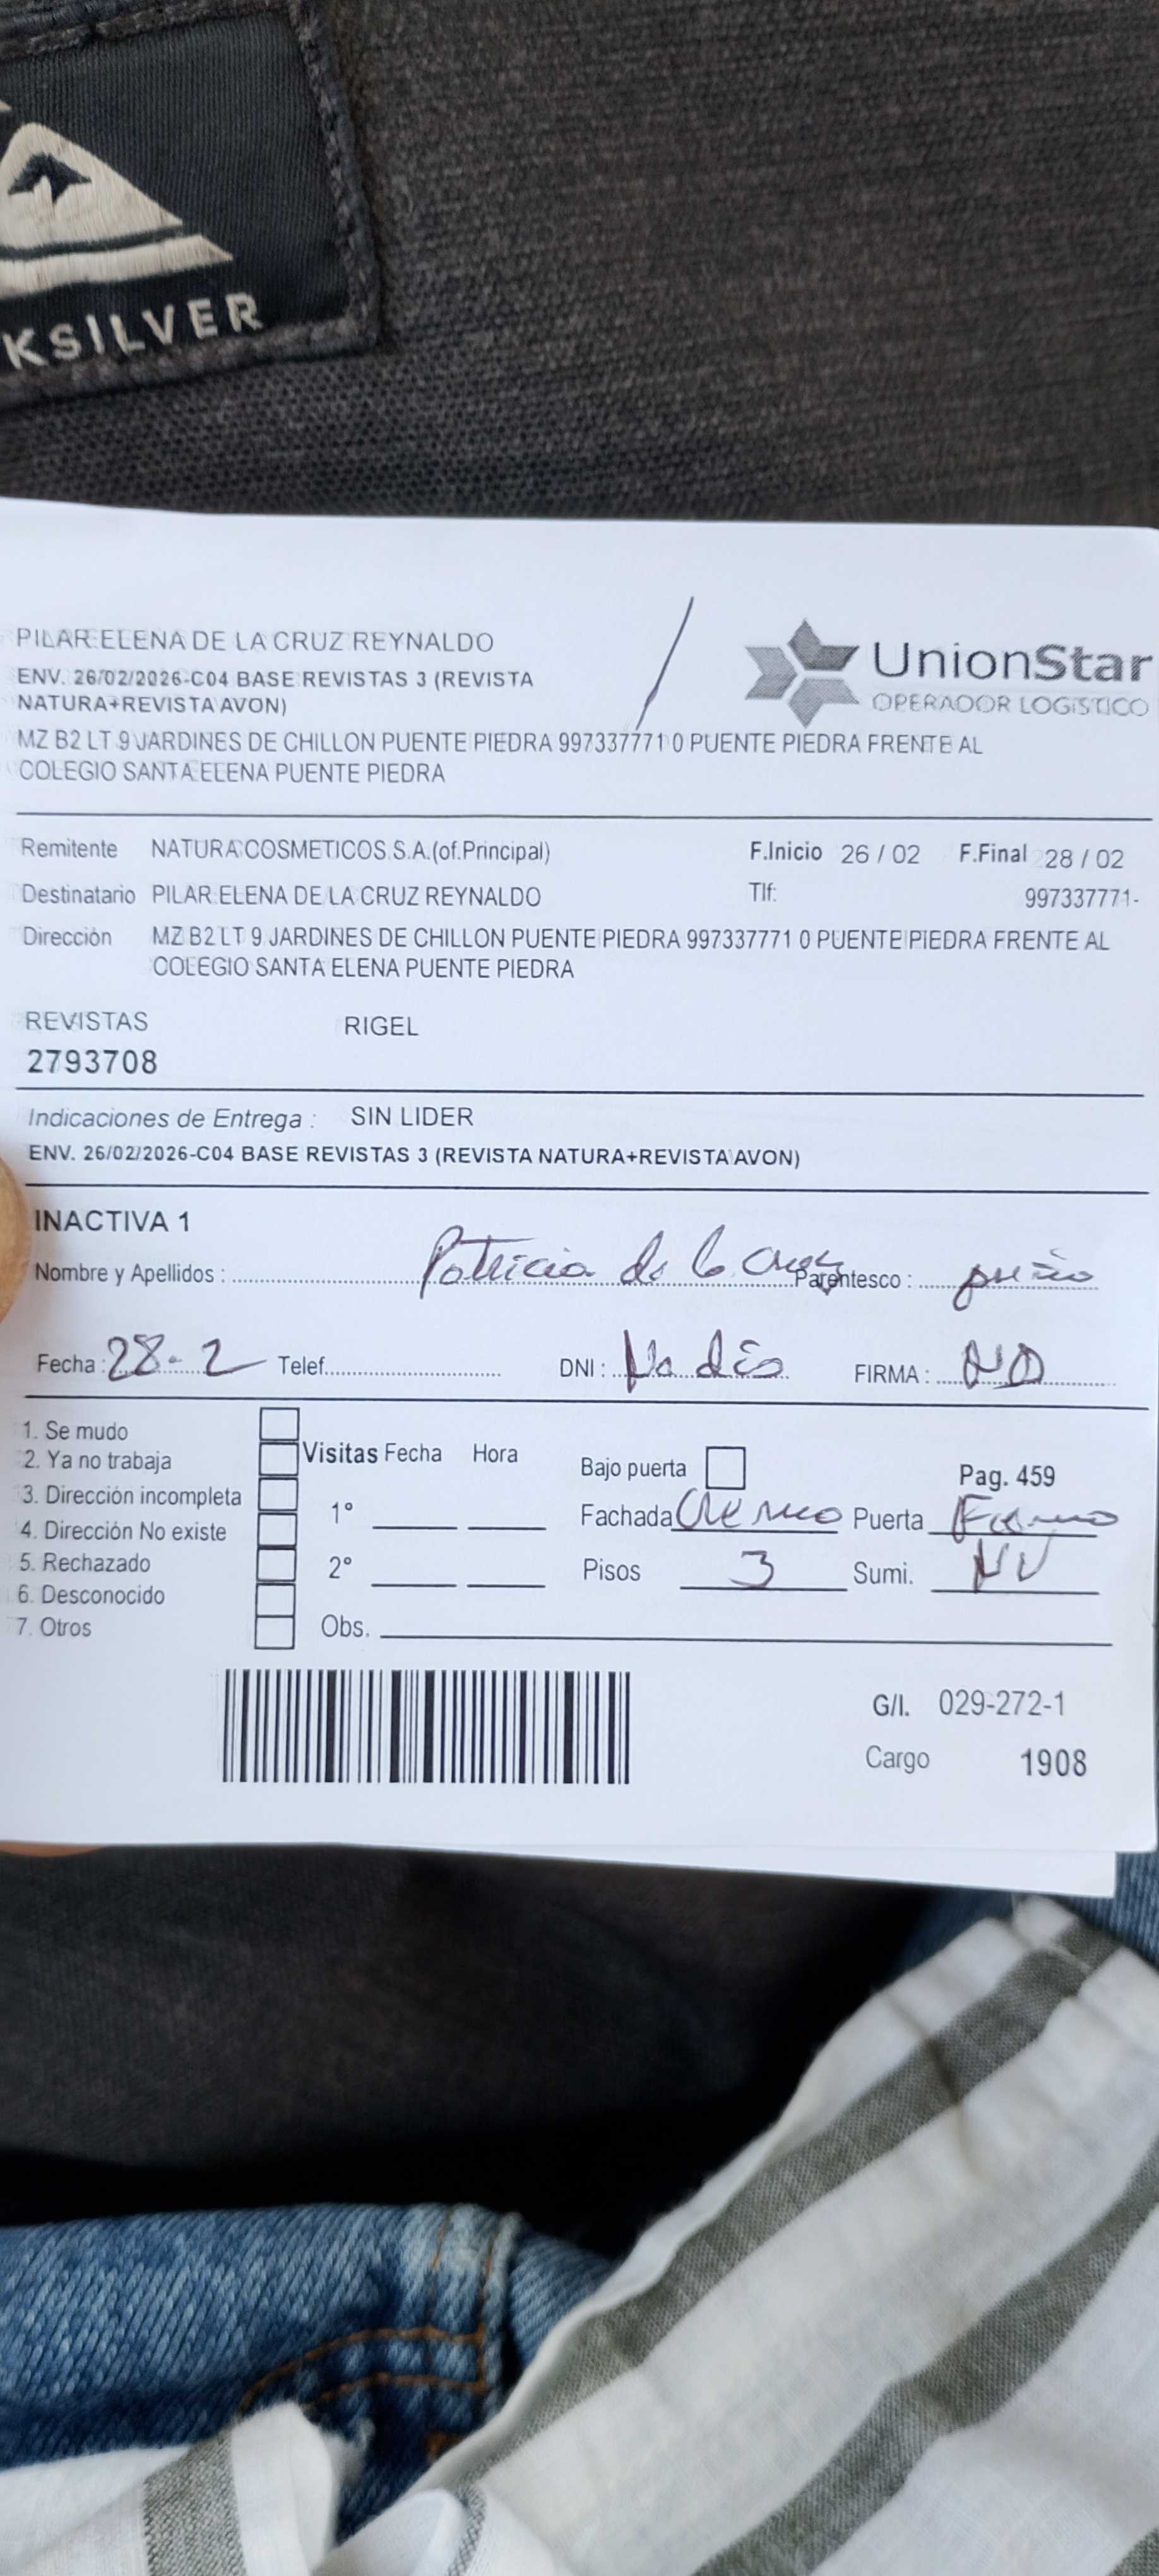 KSILVER
PILAR ELENA DE LA CRUZ REYNALDO
ENV. 26/02/2026-C04 BASE REVISTAS 3 (REVISTA
NATURA+REVISTA AVON)
MZ B2 LT 9 JARDINES DE CHILLON PUENTE PIEDRA 997337771 0 PUENTE PIEDRA FRENTE AL
COLEGIO SANTA ELENA PUENTE PIEDRA
UnionStar
OPERADOR LOGISTICO
Remitente NATURA COSMETICOS S.A.(of.Principal) F.Inicio 26 / 02 F.Final 28 / 02
Destinatario PILAR ELENA DE LA CRUZ REYNALDO Tlf: 997337771-
Dirección MZ B2 LT 9 JARDINES DE CHILLON PUENTE PIEDRA 997337771 0 PUENTE PIEDRA FRENTE AL
COLEGIO SANTA ELENA PUENTE PIEDRA
REVISTAS RIGEL
2793708
Indicaciones de Entrega : SIN LIDER
ENV. 26/02/2026-C04 BASE REVISTAS 3 (REVISTA NATURA+REVISTA AVON)
INACTIVA 1
Nombre y Apellidos : Patricia de la Cruz Parentesco :
Fecha : 28-2 Telef. DNI : No dio FIRMA : NO
1. Se mudo
2. Ya no trabaja
3. Dirección incompleta
4. Dirección No existe
5. Rechazado
6. Desconocido
7. Otros
Visitas Fecha Hora
1°
2°
Obs.
Bajo puerta Pag. 459
Fachada Puerta
Pisos 3 Sumi. NV
G/I. 029-272-1
Cargo 1908